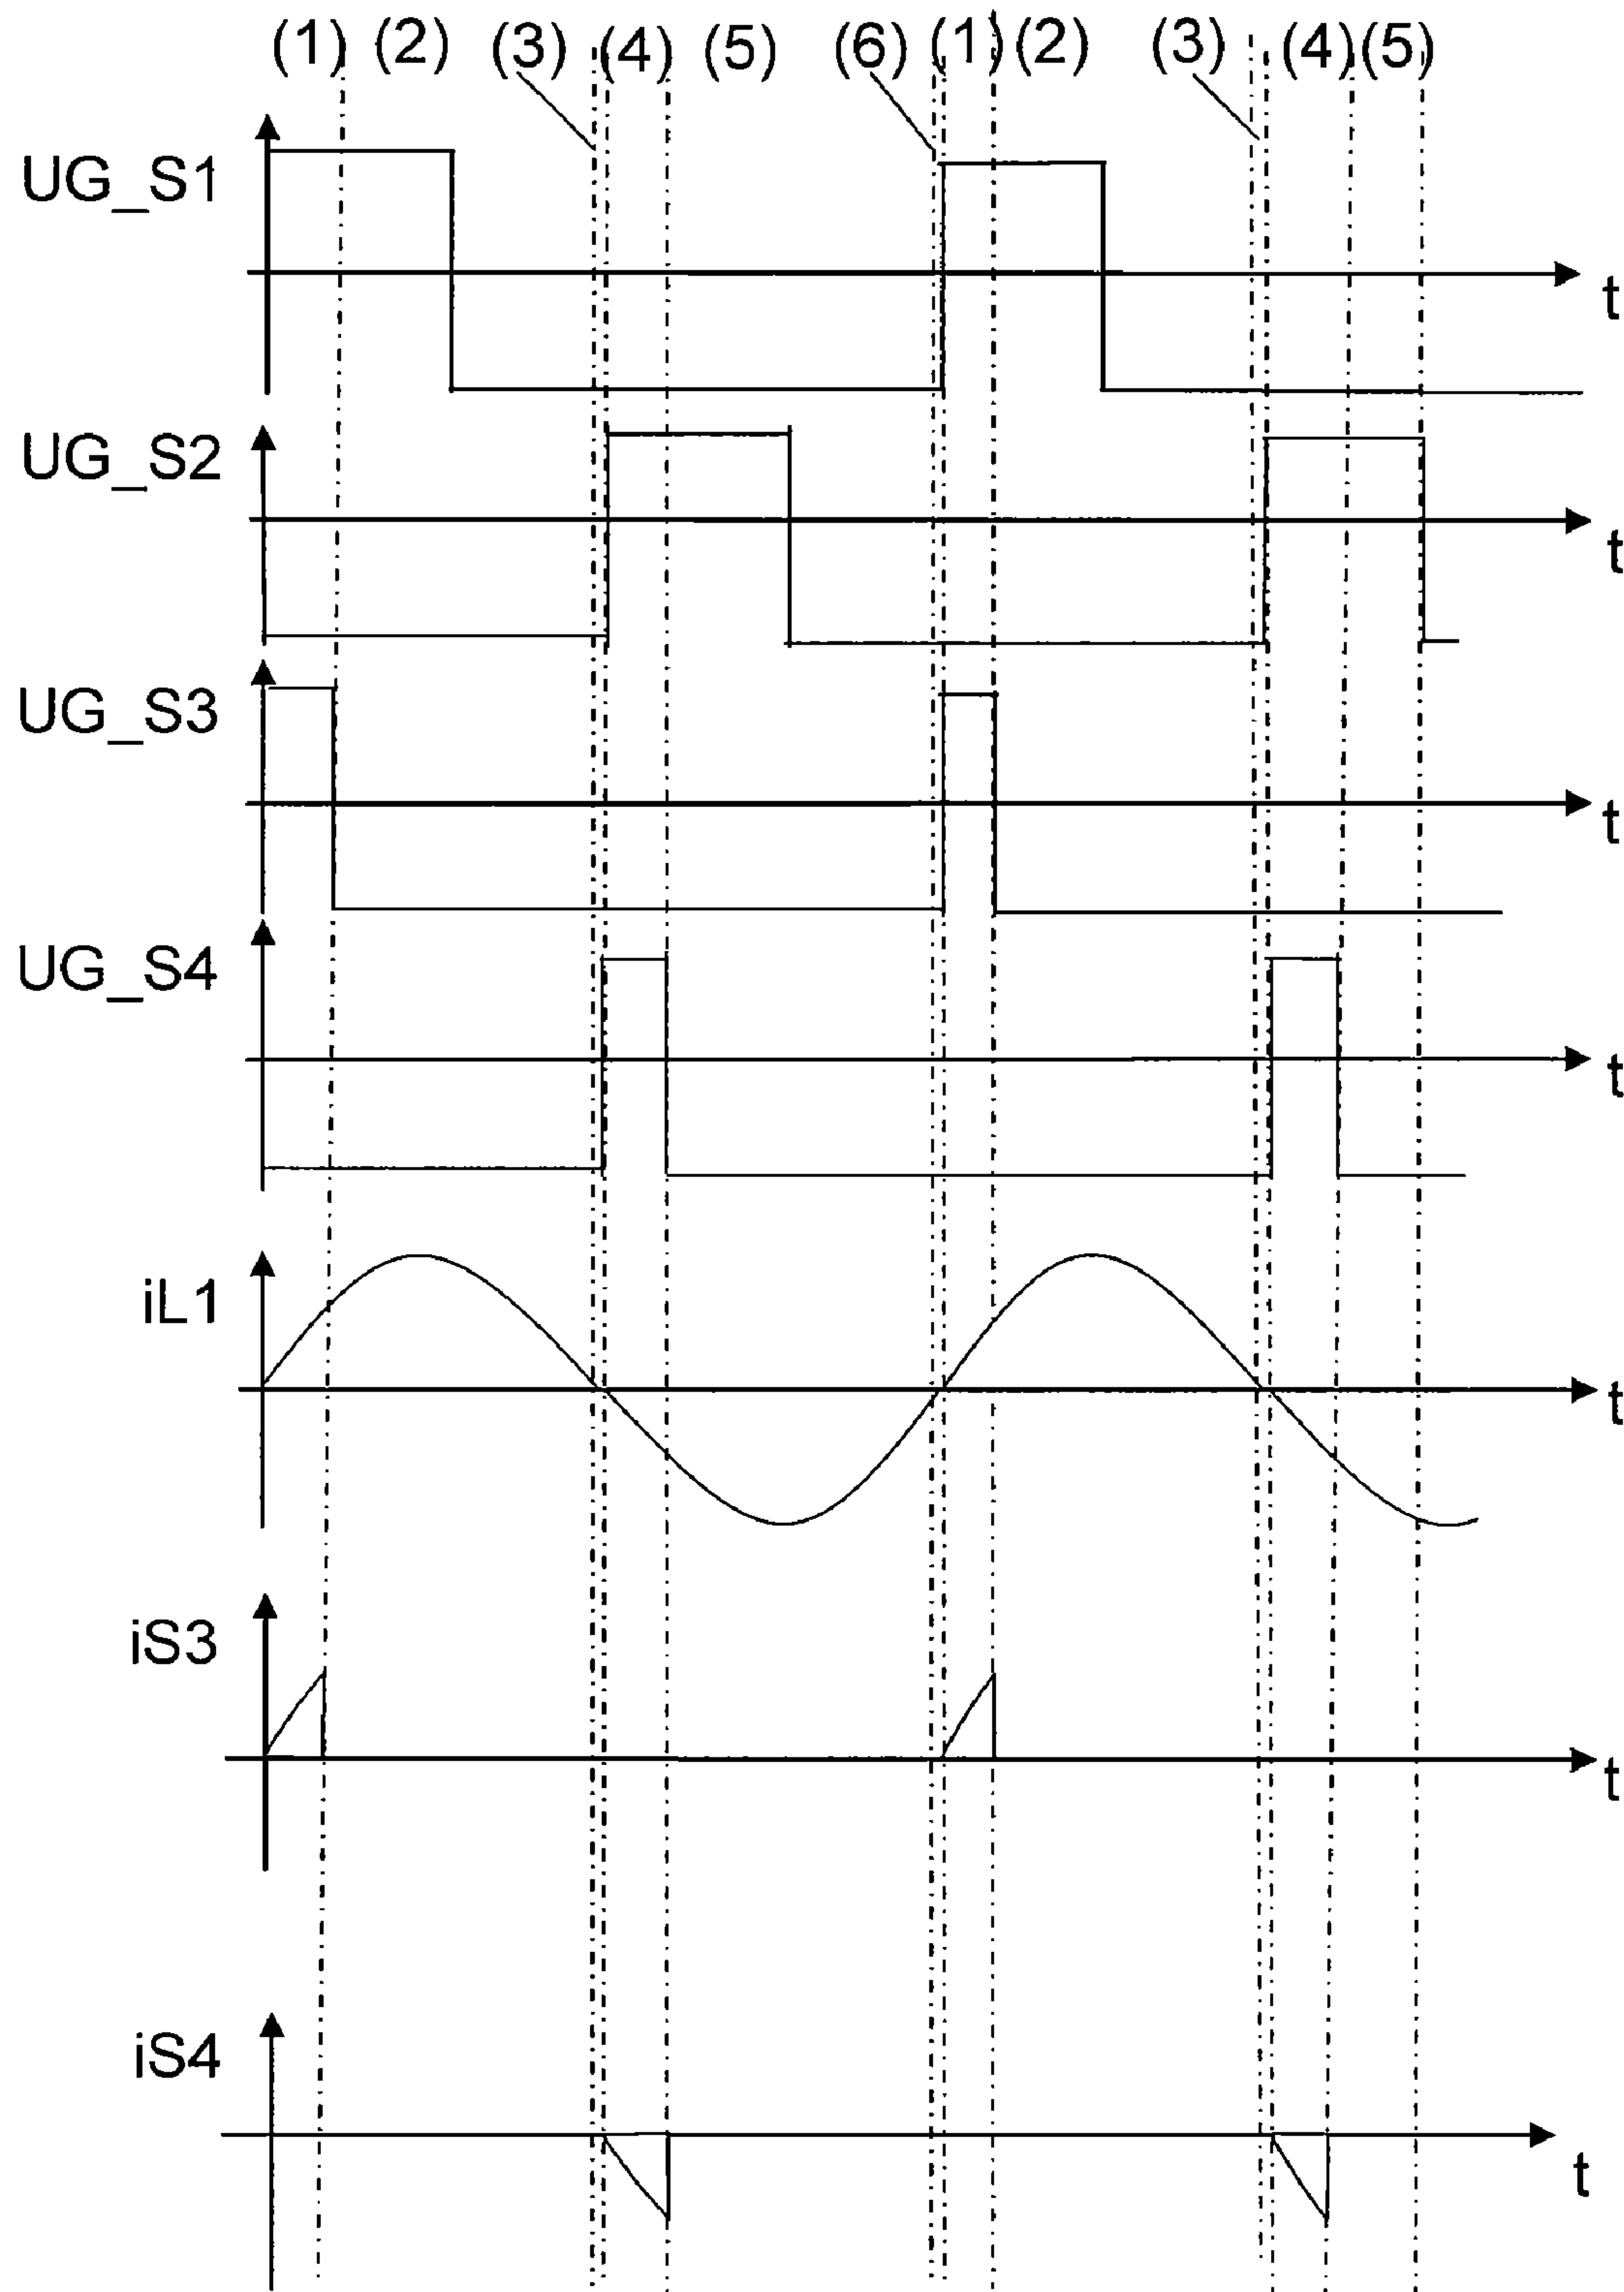 (1) (2) (3) (4) (5) (6) (1) (2) (3) (4) (5)
UG_S1
t
UG_S2
t
UG_S3
t
UG_S4
t
iL1
t
iS3
t
iS4
t